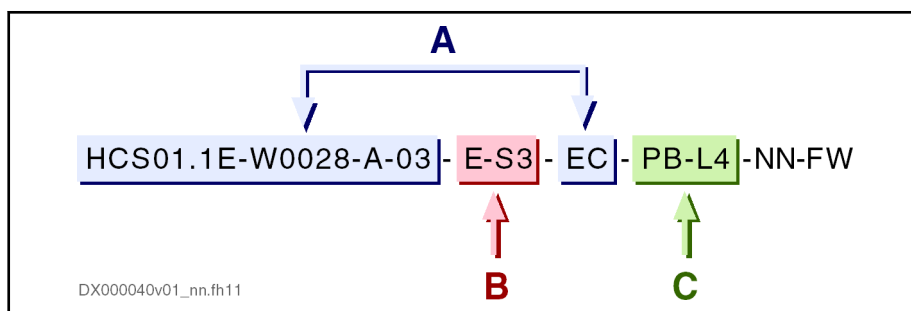 A
HCS01.1E-W0028-A-03 - E-S3 - EC - PB-L4 -NN-FW
B C
DX000040v01_nn.fh11